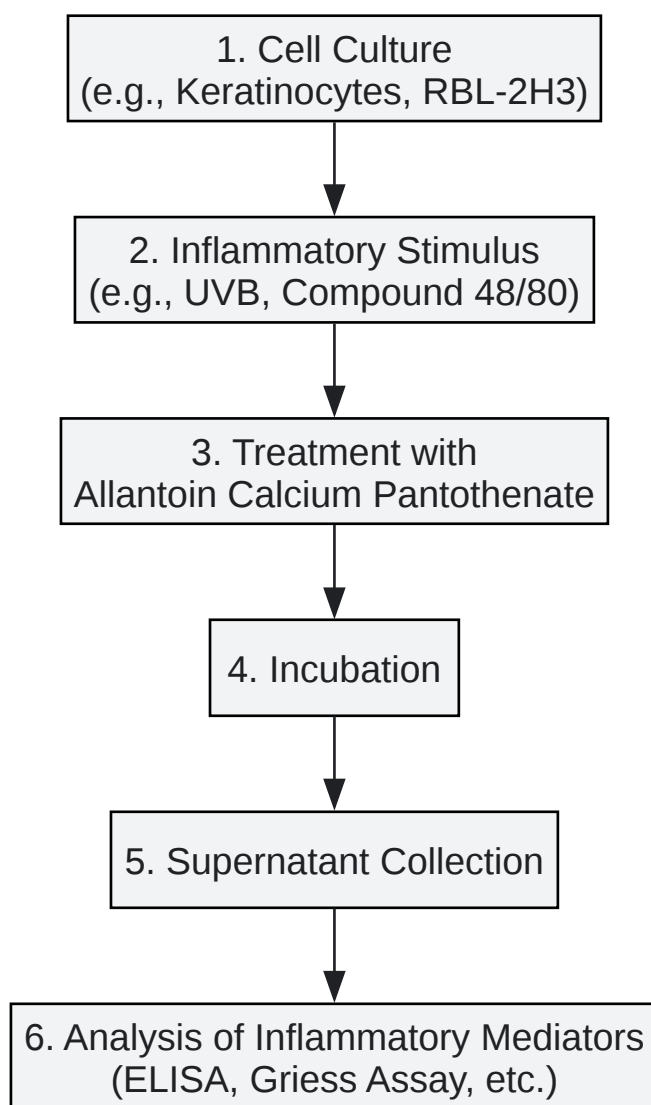 1. Cell Culture
(e.g., Keratinocytes, RBL-2H3)
2. Inflammatory Stimulus
(e.g., UVB, Compound 48/80)
3. Treatment with
Allantoin Calcium Pantothenate
4. Incubation
5. Supernatant Collection
6. Analysis of Inflammatory Mediators
(ELISA, Griess Assay, etc.)